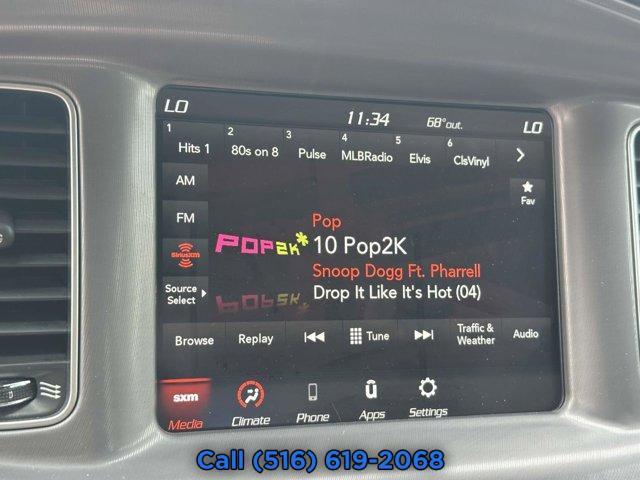 LO
11:34
68°out.
LO
1
Hits 1
2
80s on 8
3
Pulse
4
MLBRadio
5
Elvis
6
ClsVinyl
AM
FM
SiriusXM
Source
Select
Fav
POP2K*
Pop
10 Pop2K
Snoop Dogg Ft. Pharrell
Drop It Like It's Hot (04)
Browse
Replay
Tune
Traffic &
Weather
Audio
sxm
Media
Climate
Phone
Apps
Settings
Call (516) 619-2068